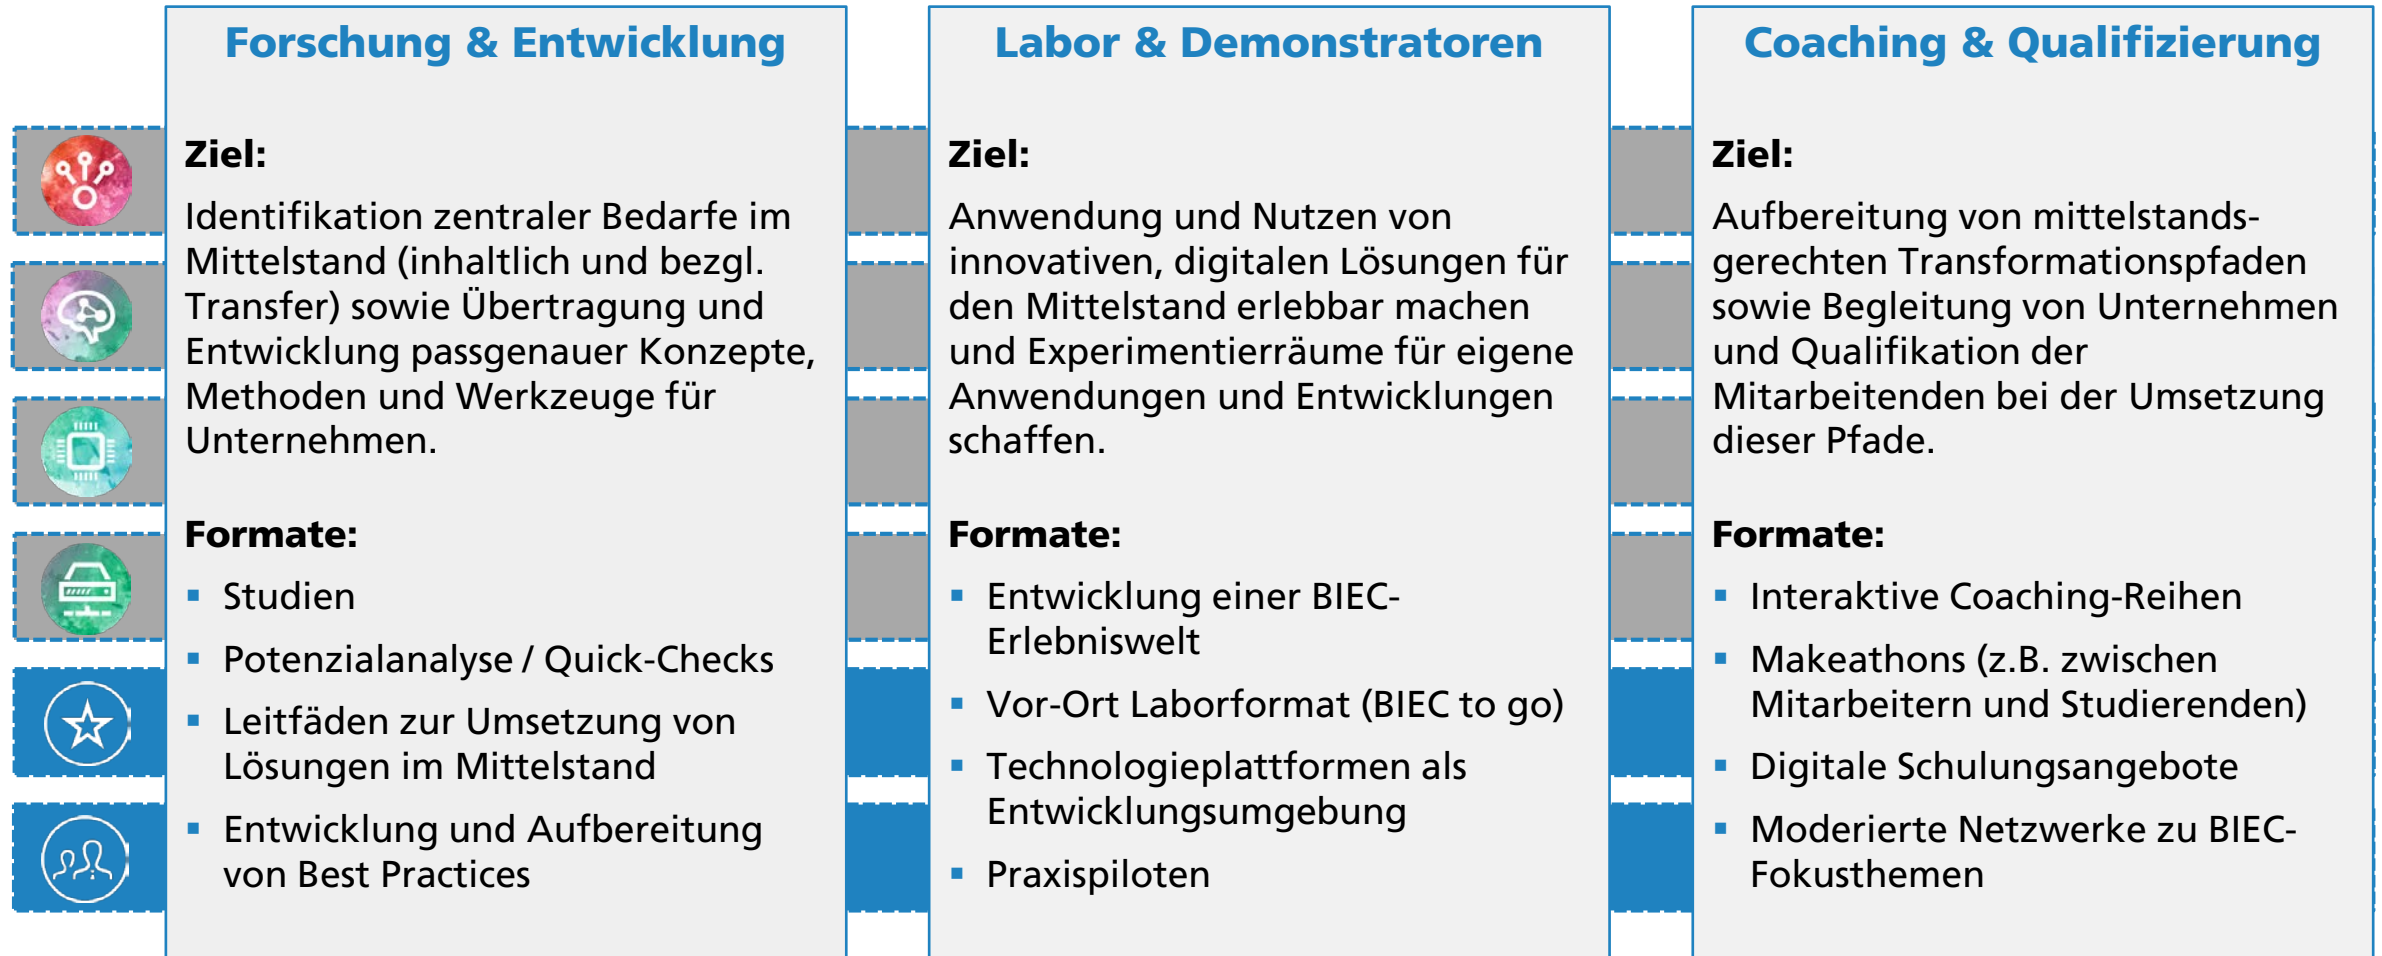 Forschung & Entwicklung
Ziel:
Identifikation zentraler Bedarfe im
Mittelstand (inhaltlich und bezgl.
Transfer) sowie Übertragung und
Entwicklung passgenauer Konzepte,
Methoden und Werkzeuge für
Unternehmen.
Formate:
▪ Studien
▪ Potenzialanalyse / Quick-Checks
▪ Leitfäden zur Umsetzung von
Lösungen im Mittelstand
▪ Entwicklung und Aufbereitung
von Best Practices
Labor & Demonstratoren
Ziel:
Anwendung und Nutzen von
innovativen, digitalen Lösungen für
den Mittelstand erlebbar machen
und Experimentierräume für eigene
Anwendungen und Entwicklungen
schaffen.
Formate:
▪ Entwicklung einer BIEC-
Erlebniswelt
▪ Vor-Ort Laborformat (BIEC to go)
▪ Technologieplattformen als
Entwicklungsumgebung
▪ Praxispiloten
Coaching & Qualifizierung
Ziel:
Aufbereitung von mittelstands-
gerechten Transformationspfaden
sowie Begleitung von Unternehmen
und Qualifikation der
Mitarbeitenden bei der Umsetzung
dieser Pfade.
Formate:
▪ Interaktive Coaching-Reihen
▪ Makeathons (z.B. zwischen
Mitarbeitern und Studierenden)
▪ Digitale Schulungsangebote
▪ Moderierte Netzwerke zu BIEC-
Fokusthemen